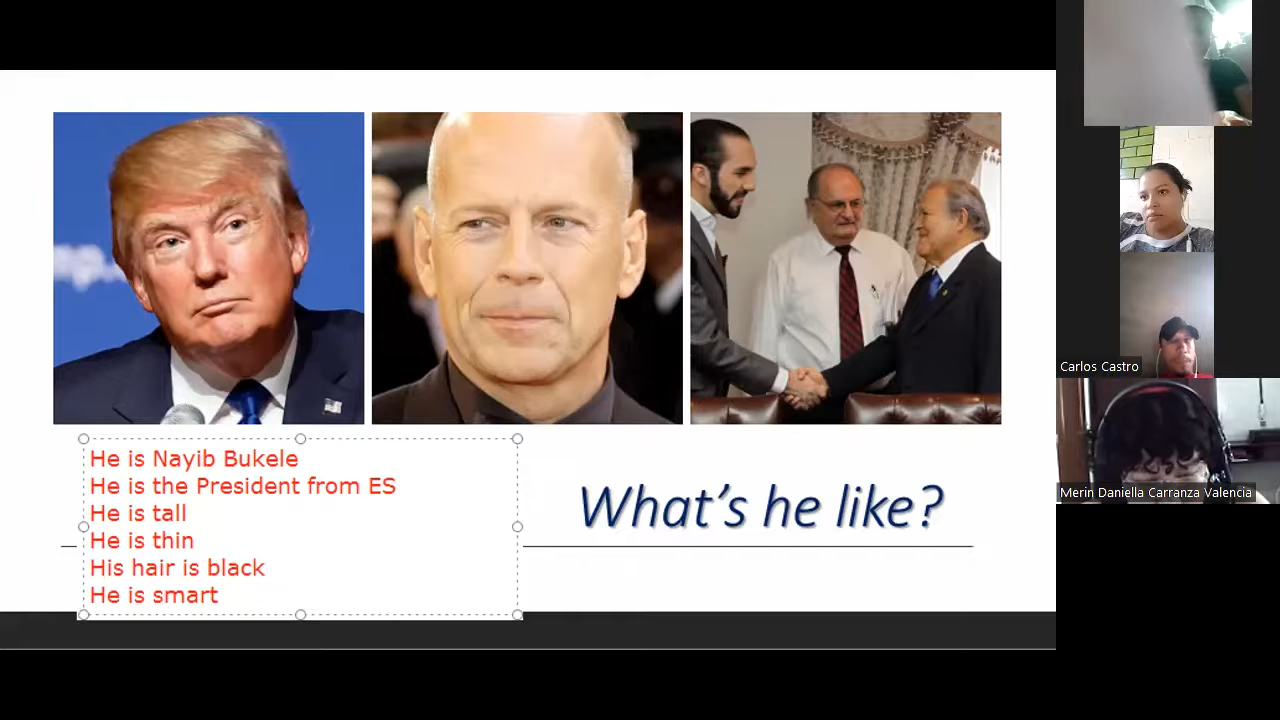 mp.
What's he like?
He is Nayib Bukele
He is the President from ES
He is tall
He is thin
His hair is black
He is smart
Carlos Castro
Merin Daniella Carranza Valencia